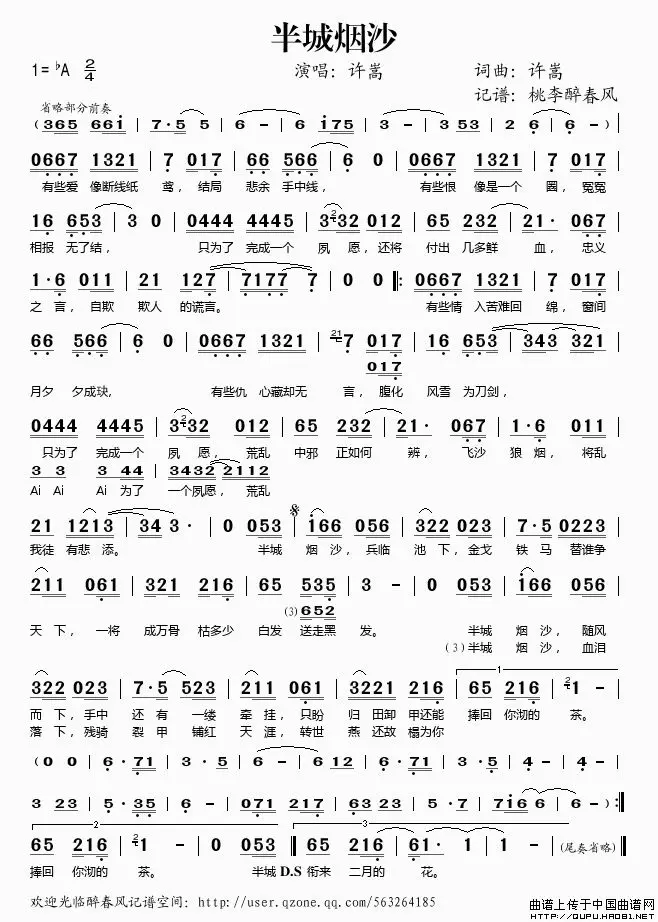 半城烟沙
1=♭A 2/4 演唱：许嵩 词曲：许嵩
记谱：桃李醉春风
省略部分前奏
(365 661 | 7·5 5 | 6 - | 6 175 | 3 - | 3 53 | 2 6 | 6 - ) |
0667 1321 | 7 017 | 66 566 | 6 0 | 0667 1321 | 7 017 |
有些爱 像断线纸 鸢，结局 悲余 手中线， 有些恨 像是一个 圆，冤冤
16 653 | 3 0 | 0444 4445 | 3·32 012 | 65 232 | 21· 067 |
相报 无了结， 只为了 完成一个 夙愿，还将 付出 几多鲜 血，忠义
1·6 011 | 21 127 | 7177 7 | 0 0 |: 0667 1321 | 7 017 |
之言，自欺 欺人 的谎言。 有些情 入苦难回 绵，窗间
66 566 | 6 0 | 0667 1321 | 7 017 | 16 653 | 343 321 |
017
月夕 夕成玦， 有些仇 心藏却无 言，腹化 风雪 为刀剑，
0444 4445 | 3·32 012 | 65 232 | 21· 067 | 1·6 011 |
只为了 完成一个 夙愿，荒乱 中邪 正如何 辨，飞沙 狼烟，将乱
3 3 3 44 | 3432 2112
Ai Ai Ai 为了 一个夙愿，荒乱
21 1213 | 34 3· | 0 053 | 166 056 | 322 023 | 7·5 0223 |
我徒 有悲 添。 半城 烟沙，兵临 池下，金戈 铁马 替谁争
211 061 | 321 216 | 65 535 | 3 - | 0 053 | 166 056 |
(3) 652
天下，一将 成万骨 枯多少 白发 送走黑 发。 半城 烟沙，随风
(3)半城 烟沙，血泪
322 023 | 7·5 523 | 211 061 | 3221 216 | 65 216 | 1 - |
1
而下，手中 还有 一缕 牵挂，只盼 归田卸 甲还能 捧回 你沏的 茶。
落下，残骑 裂甲 铺红 天涯，转世 燕还故 榻为你
(0 0 | 6·71 | 3·5 | 6 - | 6 12 | 6·71 | 3·5 | 4 - |
3 23 | 5·35 | 6 - | 071 217 | 63 23 | 5·7 | 716 6 | 6 - ) :|
2
3
65 216 | 1 - | 0 053 :| 65 216 | 61· 1 | 1 - | (尾奏省略) |
捧回 你沏的 茶。 半城 D.S 衔来 二月的 花。
欢迎光临醉春风记谱空间：http://user.qzone.qq.com/563264185
曲谱上传于中国曲谱网
http://QUPU.HAO81.NET